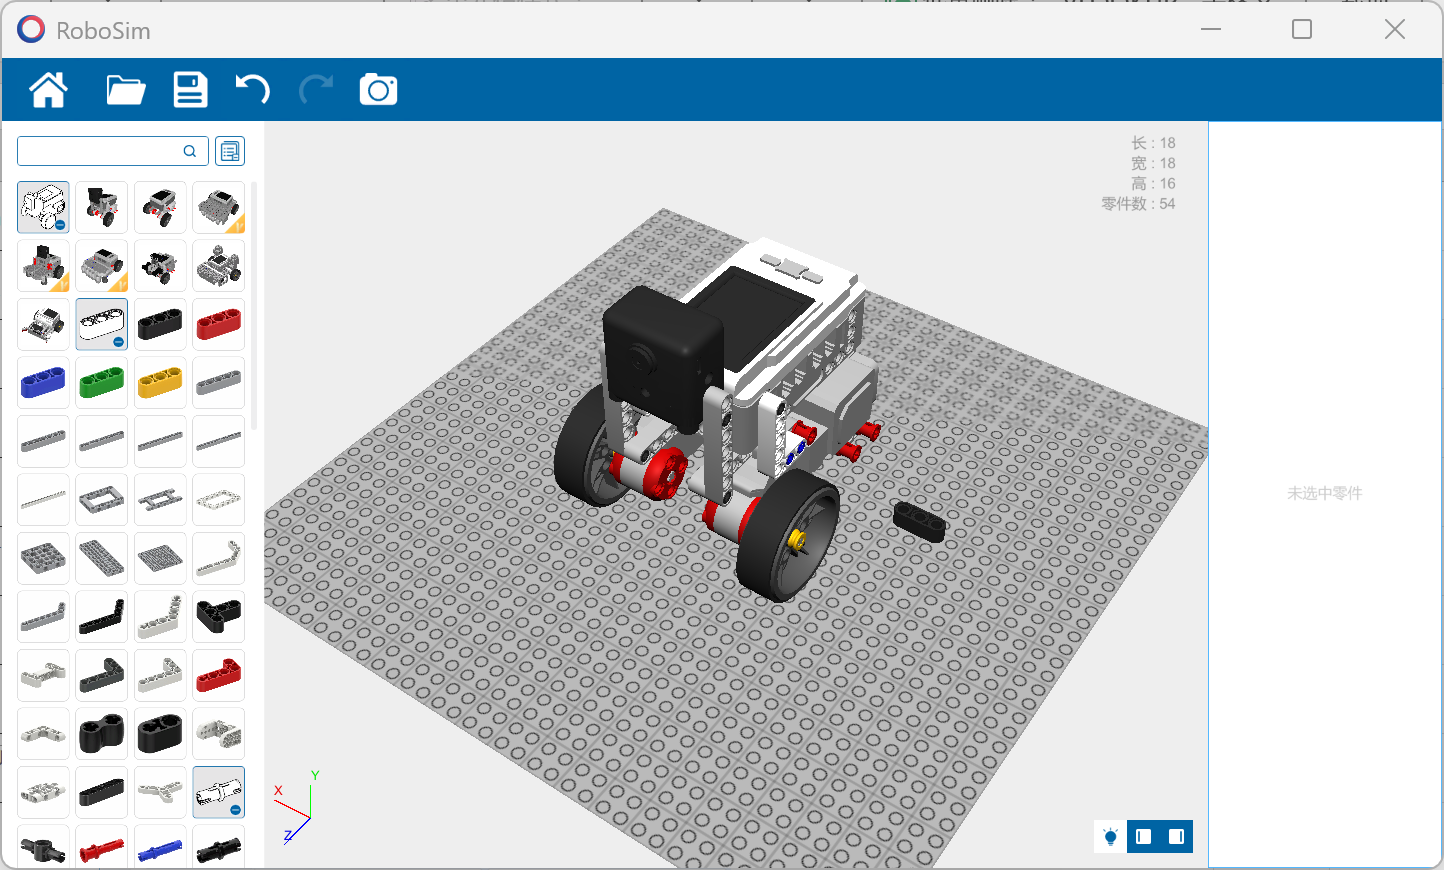 RoboSim
长 : 18
宽 : 18
高 : 16
零件数 : 54
未选中零件
Y
X
Z